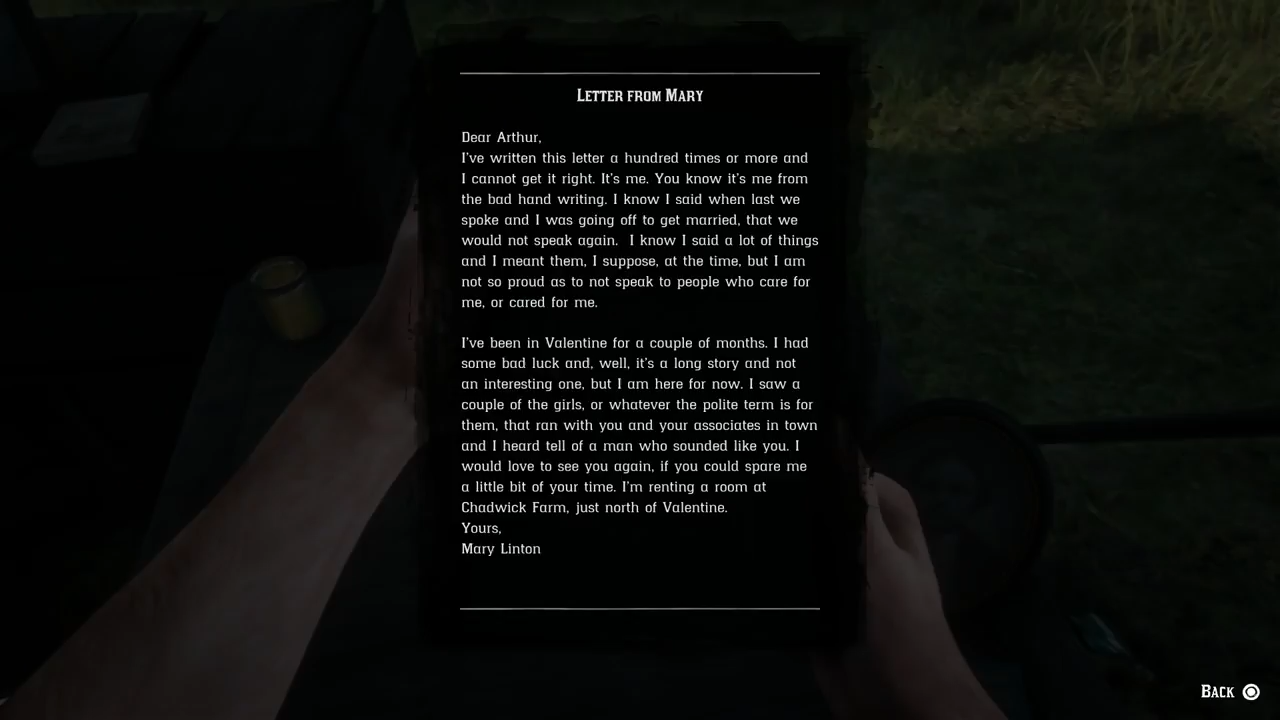 Letter from Mary
Dear Arthur,
I've written this letter a hundred times or more and
I cannot get it right. It's me. You know it's me from
the bad hand writing. I know I said when last we
spoke and I was going off to get married, that we
would not speak again.  I know I said a lot of things
and I meant them, I suppose, at the time, but I am
not so proud as to not speak to people who care for
me, or cared for me.
I've been in Valentine for a couple of months. I had
some bad luck and, well, it's a long story and not
an interesting one, but I am here for now. I saw a
couple of the girls, or whatever the polite term is for
them, that ran with you and your associates in town
and I heard tell of a man who sounded like you. I
would love to see you again, if you could spare me
a little bit of your time. I'm renting a room at
Chadwick Farm, just north of Valentine.
Yours,
Mary Linton
Back